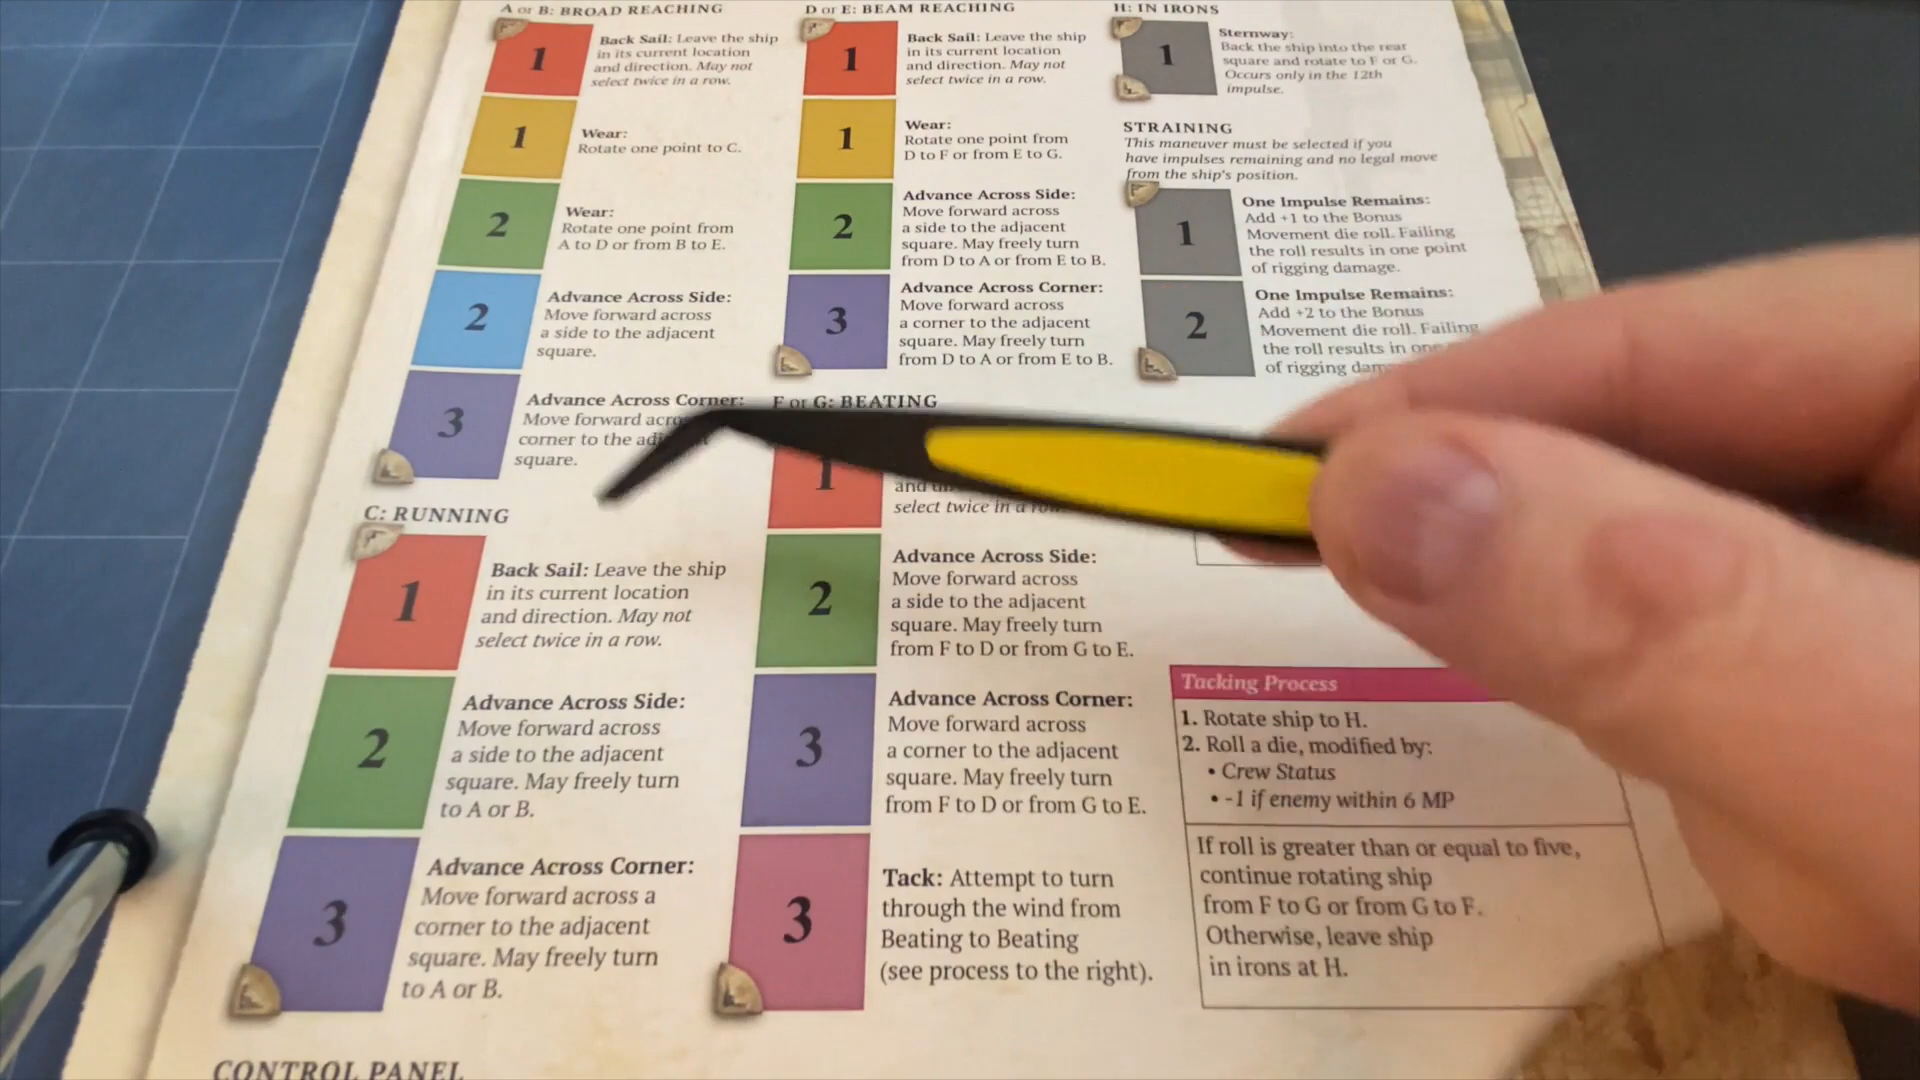 A or B: BROAD REACHING
1
Back Sail: Leave the ship
in its current location
and direction. May not
select twice in a row.
1
Wear:
Rotate one point to C.
2
Wear:
Rotate one point from
A to D or from B to E.
2
Advance Across Side:
Move forward across
a side to the adjacent
square.
3
Advance Across Corner:
Move forward
corner to the
square.
C: RUNNING
1
Back Sail: Leave the ship
in its current location
and direction. May not
select twice in a row.
2
Advance Across Side:
Move forward across
a side to the adjacent
square. May freely turn
to A or B.
3
Advance Across Corner:
Move forward across a
corner to the adjacent
square. May freely turn
to A or B.
D or E: BEAM REACHING
1
Back Sail: Leave the ship
in its current location
and direction. May not
select twice in a row.
1
Wear:
Rotate one point from
D to F or from E to G.
2
Advance Across Side:
Move forward across
a side to the adjacent
square. May freely turn
from D to A or from E to B.
3
Advance Across Corner:
Move forward across
a corner to the adjacent
square. May freely turn
from D to A or from E to B.
F or G: BEATING
1
and
select twice in a
2
Advance Across Side:
Move forward across
a side to the adjacent
square. May freely turn
from F to D or from G to E.
3
Advance Across Corner:
Move forward across
a corner to the adjacent
square. May freely turn
from F to D or from G to E.
3
Tack: Attempt to turn
through the wind from
Beating to Beating
(see process to the right).
H: IN IRONS
1
Sternway:
Back the ship into the rear
square and rotate to F or G.
Occurs only in the 12th
impulse.
STRAINING
This maneuver must be selected if you
have impulses remaining and no legal move
from the ship's position.
1
One Impulse Remains:
Add +1 to the Bonus
Movement die roll. Failing
the roll results in one point
of rigging damage.
2
One Impulse Remains:
Add +2 to the Bonus
Movement die roll. Failing
the roll results in one
of rigging
Tacking Process
1. Rotate ship to H.
2. Roll a die, modified by:
• Crew Status
• -1 if enemy within 6 MP
If roll is greater than or equal to five,
continue rotating ship
from F to G or from G to F.
Otherwise, leave ship
in irons at H.
CONTROL PANEL